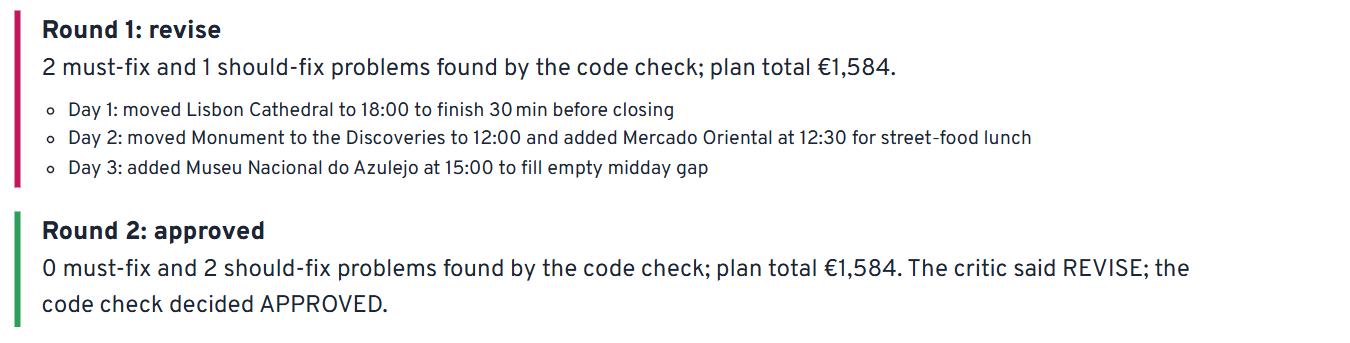 Round 1: revise
2 must-fix and 1 should-fix problems found by the code check; plan total €1,584.
Day 1: moved Lisbon Cathedral to 18:00 to finish 30 min before closing
Day 2: moved Monument to the Discoveries to 12:00 and added Mercado Oriental at 12:30 for street-food lunch
Day 3: added Museu Nacional do Azulejo at 15:00 to fill empty midday gap
Round 2: approved
0 must-fix and 2 should-fix problems found by the code check; plan total €1,584. The critic said REVISE; the
code check decided APPROVED.